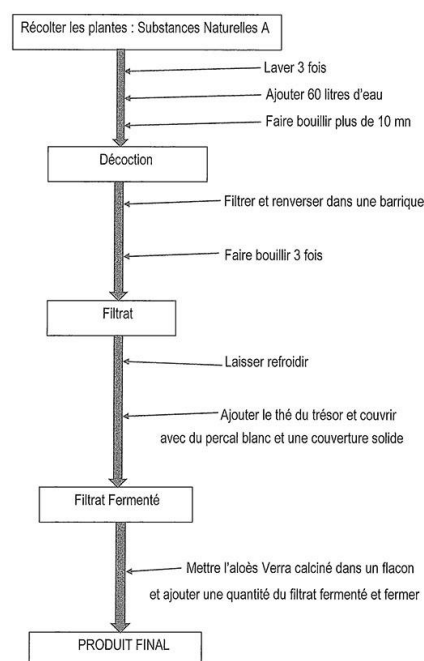 Récolter les plantes : Substances Naturelles A
Laver 3 fois
Ajouter 60 litres d'eau
Faire bouillir plus de 10 mn
Décoction
Filtrer et renverser dans une barrique
Faire bouillir 3 fois
Filtrat
Laisser refroidir
Ajouter le thé du trésor et couvrir
avec du percal blanc et une couverture solide
Filtrat Fermenté
Mettre l'aloès Verra calciné dans un flacon
et ajouter une quantité du filtrat fermenté et fermer
PRODUIT FINAL